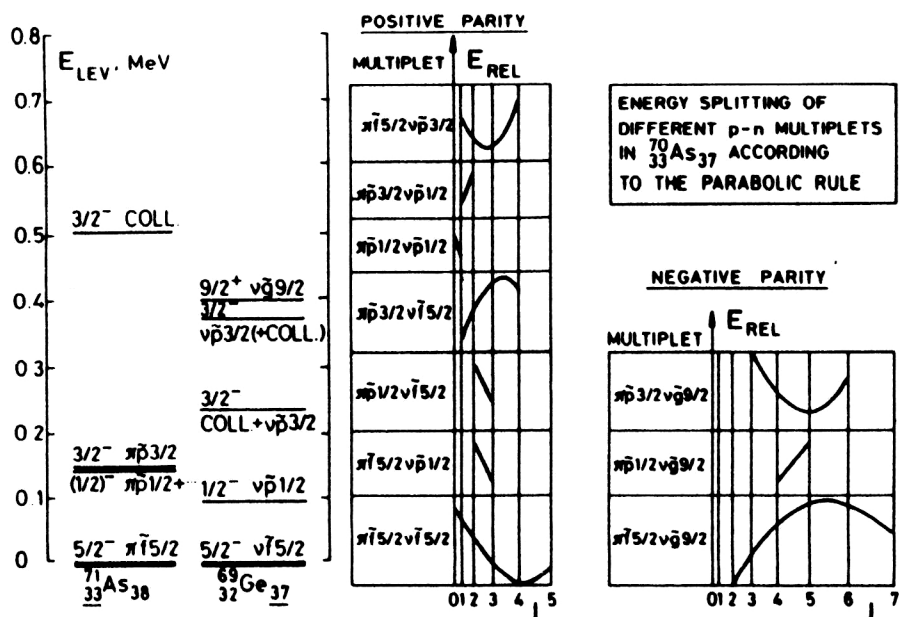 0.8
0.7
0.6
0.5
0.4
0.3
0.2
0.1
0
E_LEV, MeV
3/2⁻ COLL.
3/2⁻ πp̃3/2
(1/2)⁻ πp̃1/2+
5/2⁻ πf̃5/2
⁷¹₃₃As₃₈
9/2⁺ νg̃9/2
3/2⁻
νp̃3/2(+COLL.)
3/2⁻
COLL.+νp̃3/2
1/2⁻ νp̃1/2
5/2⁻ νf̃5/2
⁶⁹₃₂Ge₃₇
POSITIVE PARITY
MULTIPLET E_REL
πf̃5/2νp̃3/2
πp̃3/2νp̃1/2
πp̃1/2νp̃1/2
πp̃3/2νf̃5/2
πp̃1/2νf̃5/2
πf̃5/2νp̃1/2
πf̃5/2νf̃5/2
0 1 2 3 4 5
I
ENERGY SPLITTING OF
DIFFERENT p-n MULTIPLETS
IN ⁷⁰₃₃As₃₇ ACCORDING
TO THE PARABOLIC RULE
NEGATIVE PARITY
MULTIPLET E_REL
πp̃3/2νg̃9/2
πp̃1/2νg̃9/2
πf̃5/2νg̃9/2
0 1 2 3 4 5 6 7
I